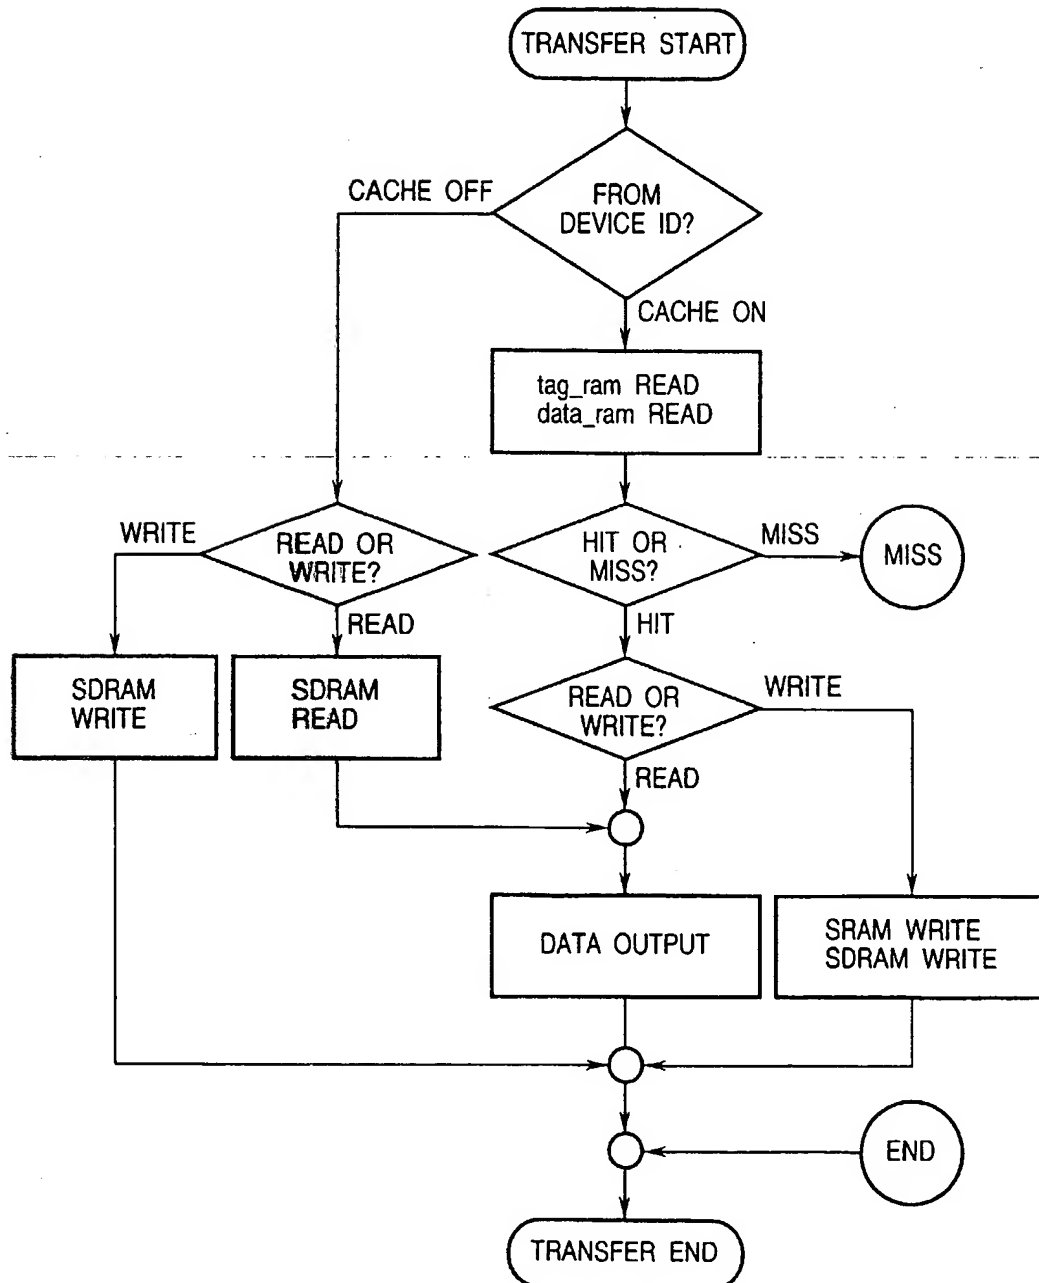 TRANSFER START
CACHE OFF
FROM
DEVICE ID?
CACHE ON
tag_ram READ
data_ram READ
WRITE
READ OR
WRITE?
HIT OR
MISS?
MISS
MISS
READ
HIT
SDRAM
WRITE
SDRAM
READ
READ OR
WRITE?
WRITE
READ
DATA OUTPUT
SRAM WRITE
SDRAM WRITE
END
TRANSFER END